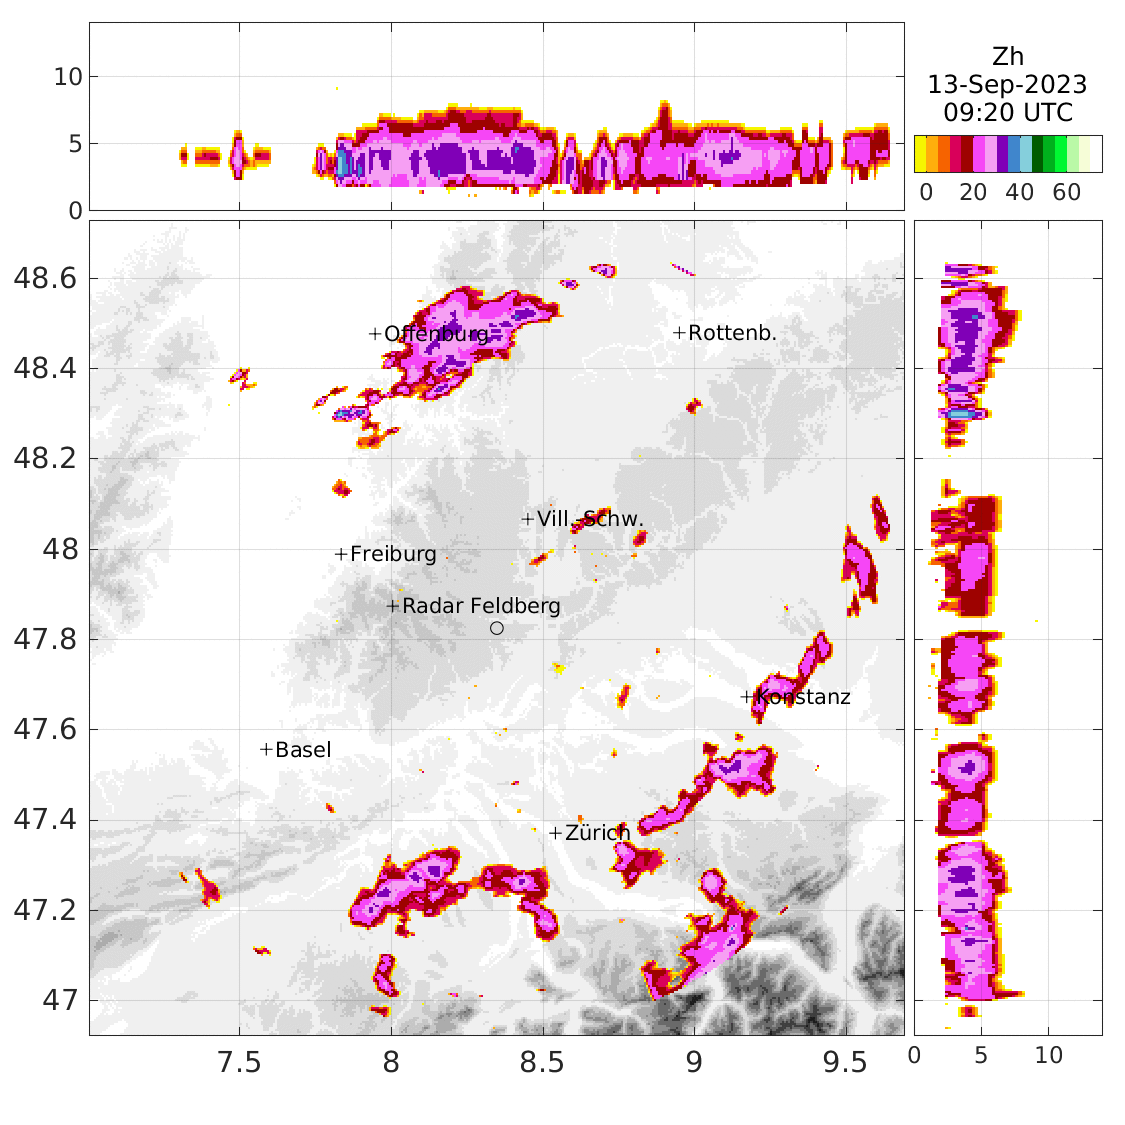 10
5
0
Zh
13-Sep-2023
09:20 UTC
0 20 40 60
48.6
48.4
48.2
48
47.8
47.6
47.4
47.2
47
Offenburg
Rottenb.
Vill.-Schw.
Freiburg
Radar Feldberg
Konstanz
Basel
Zürich
7.5 8 8.5 9 9.5
0 5 10